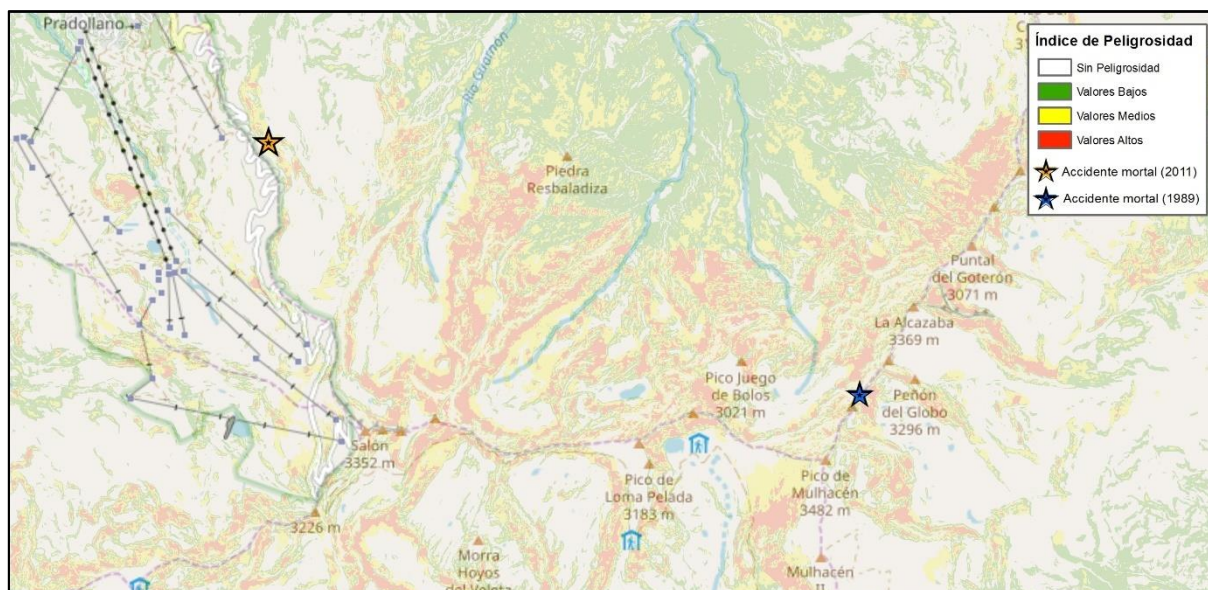 Pradollano
Río Guarnón
Piedra
Resbaladiza
Índice de Peligrosidad
Sin Peligrosidad
Valores Bajos
Valores Medios
Valores Altos
Accidente mortal (2011)
Accidente mortal (1989)
Puntal
del Goterón
3071 m
La Alcazaba
3369 m
Pico Juego
de Bolos
3021 m
Peñón
del Globo
3296 m
Salón
3352 m
Pico de
Loma Pelada
3183 m
Pico de
Mulhacén
3482 m
3226 m
Morra
Hoyos
del Veleta
Mulhacén
II